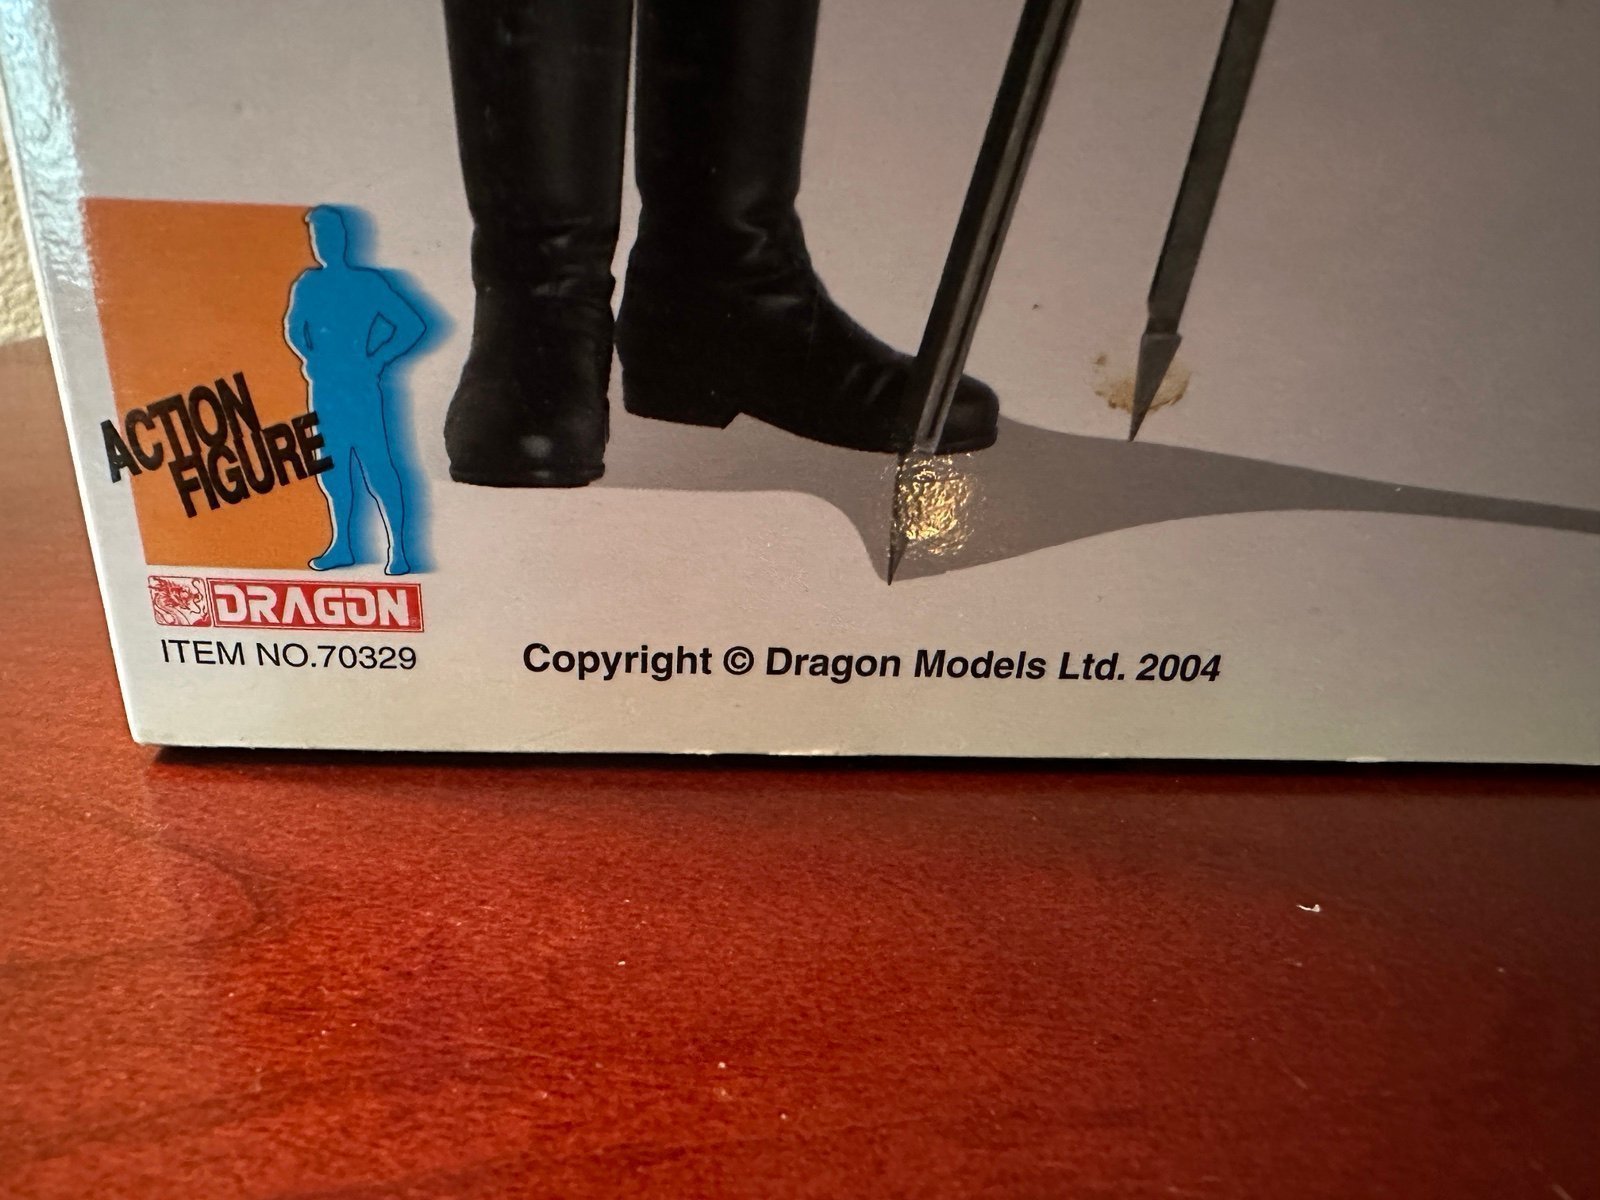 ACTION
FIGURE
DRAGON
ITEM NO.70329
Copyright © Dragon Models Ltd. 2004